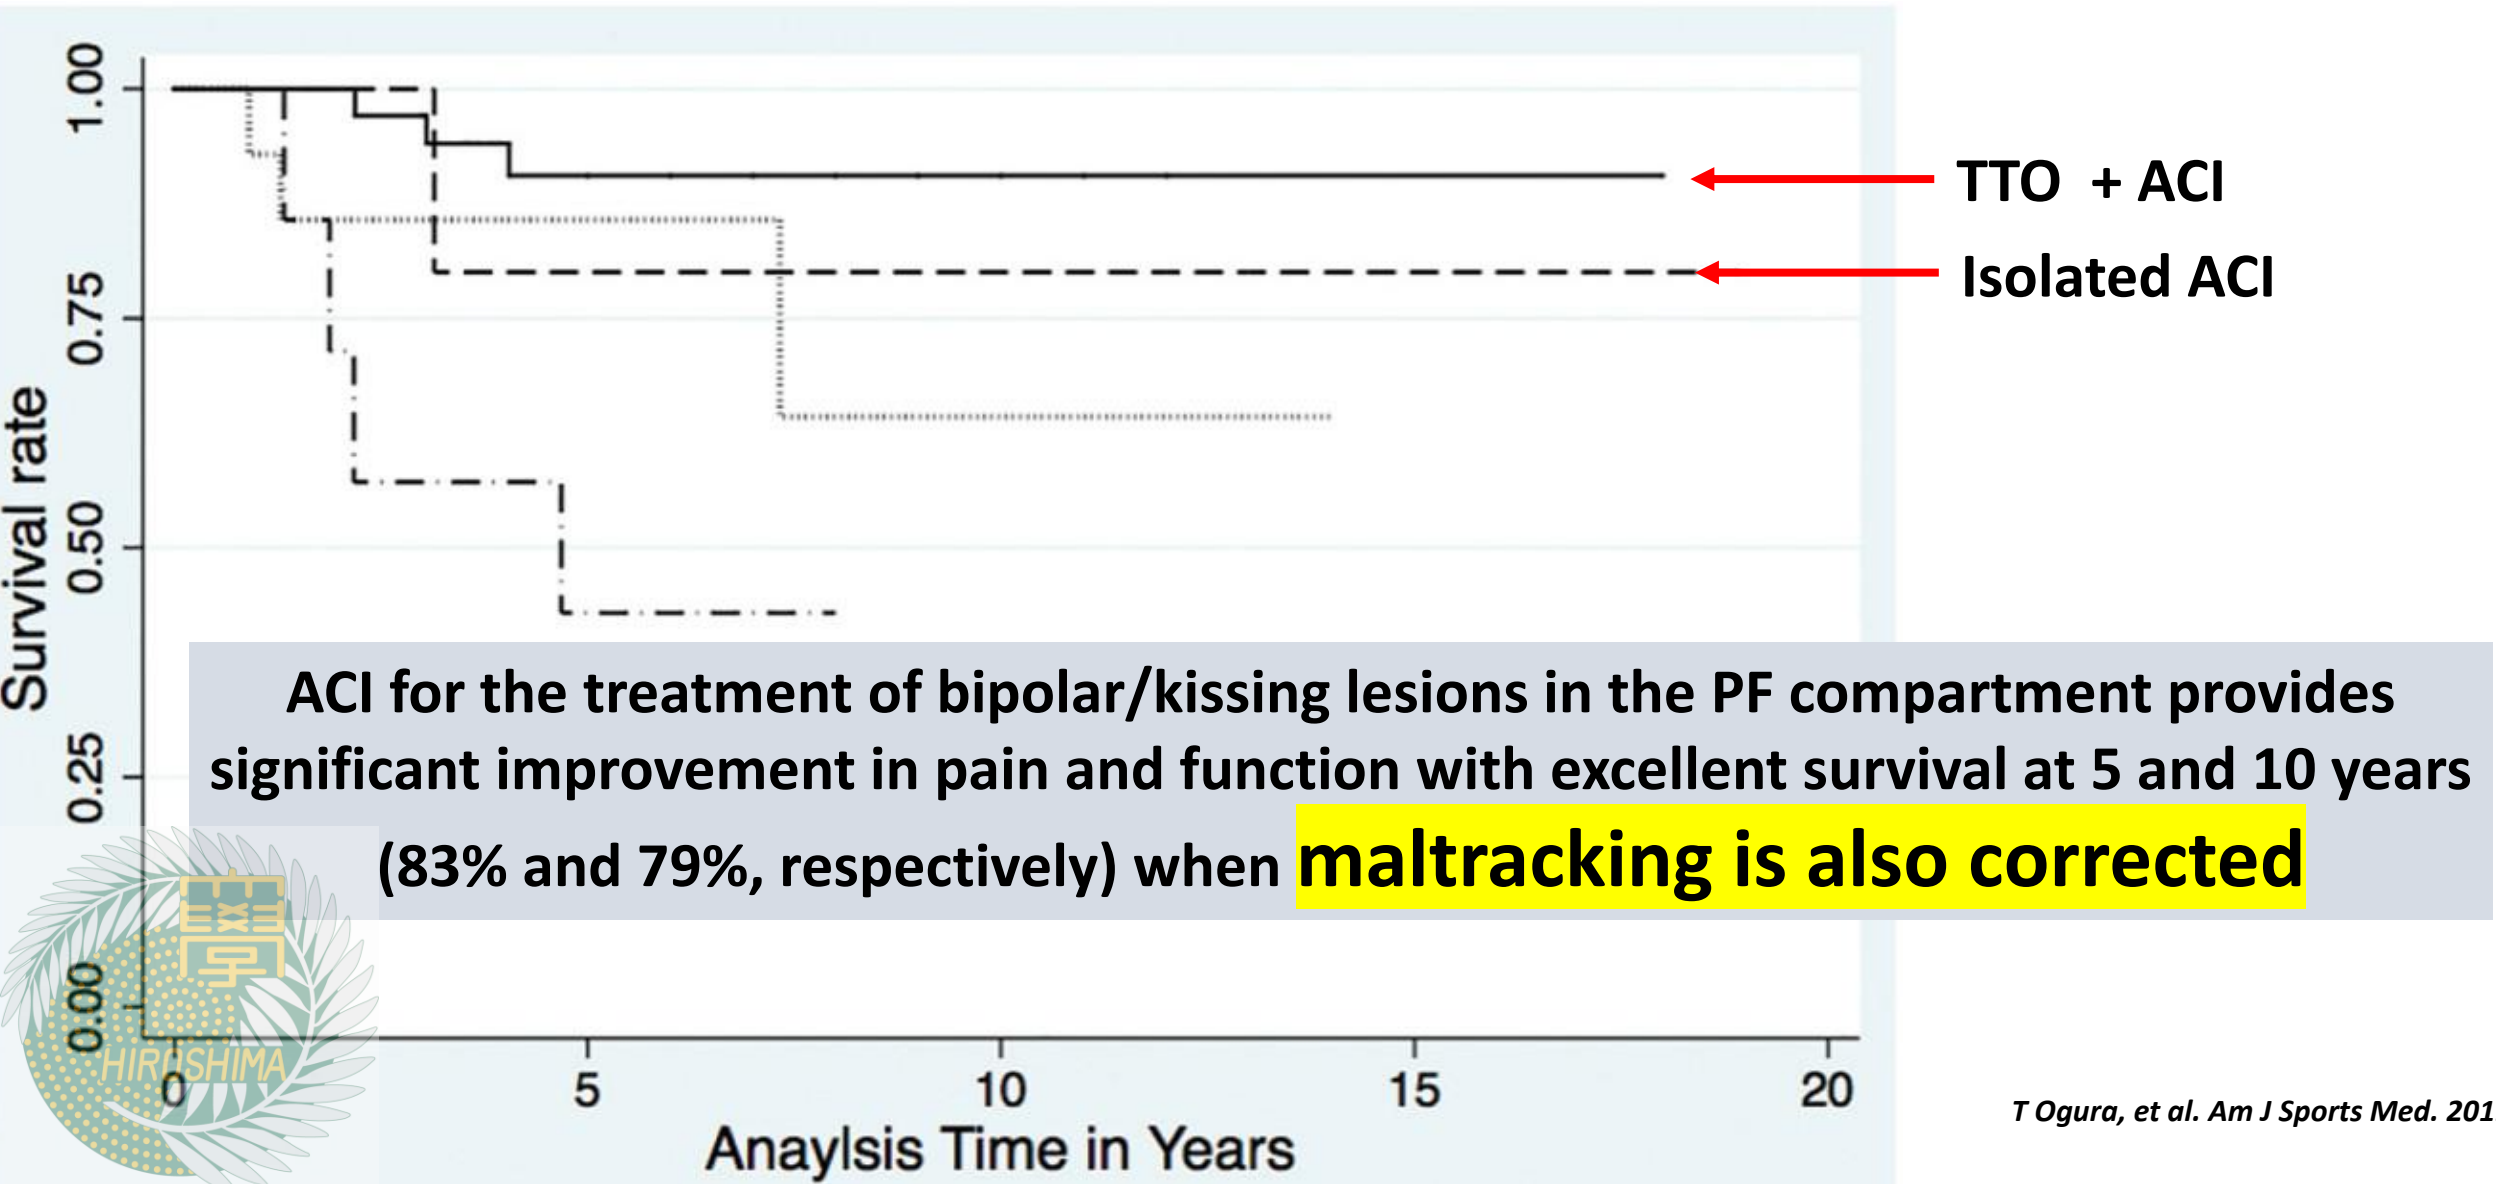 1.00
0.75
0.50
0.25
0.00
Survival rate
TTO + ACI
Isolated ACI
ACI for the treatment of bipolar/kissing lesions in the PF compartment provides
significant improvement in pain and function with excellent survival at 5 and 10 years
(83% and 79%, respectively) when maltracking is also corrected
學
HIROSHIMA
0 5 10 15 20
Anaylsis Time in Years
T Ogura, et al. Am J Sports Med. 201